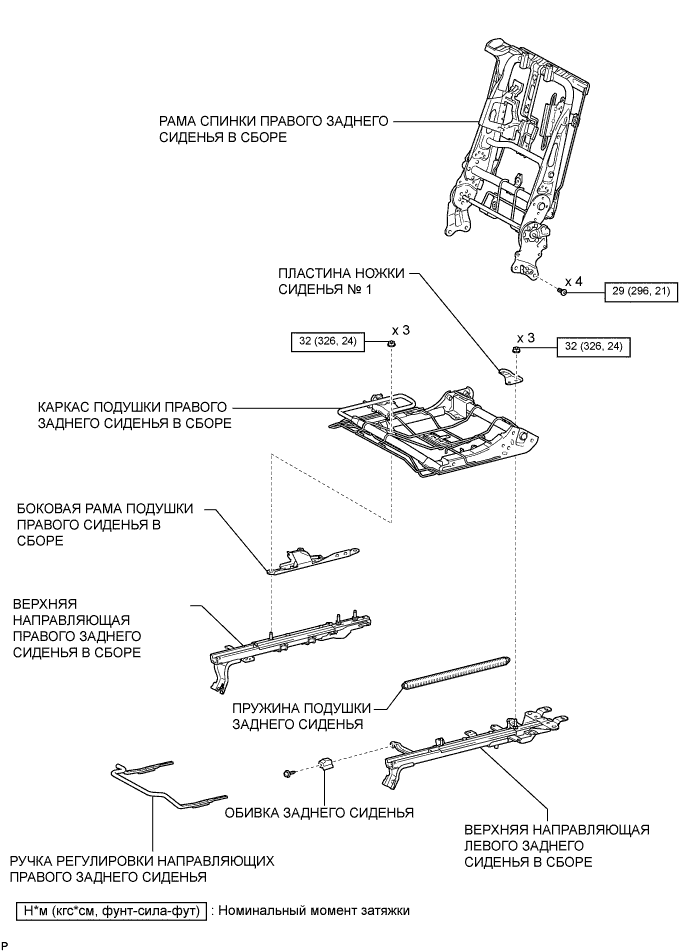 РАМА СПИНКИ ПРАВОГО ЗАДНЕГО
СИДЕНЬЯ В СБОРЕ
ПЛАСТИНА НОЖКИ
СИДЕНЬЯ № 1
x 4
29 (296, 21)
x 3
32 (326, 24)
x 3
32 (326, 24)
КАРКАС ПОДУШКИ ПРАВОГО
ЗАДНЕГО СИДЕНЬЯ В СБОРЕ
БОКОВАЯ РАМА ПОДУШКИ
ПРАВОГО СИДЕНЬЯ В
СБОРЕ
ВЕРХНЯЯ
НАПРАВЛЯЮЩАЯ
ПРАВОГО ЗАДНЕГО
СИДЕНЬЯ В СБОРЕ
ПРУЖИНА ПОДУШКИ
ЗАДНЕГО СИДЕНЬЯ
ОБИВКА ЗАДНЕГО СИДЕНЬЯ
ВЕРХНЯЯ НАПРАВЛЯЮЩАЯ
ЛЕВОГО ЗАДНЕГО
СИДЕНЬЯ В СБОРЕ
РУЧКА РЕГУЛИРОВКИ НАПРАВЛЯЮЩИХ
ПРАВОГО ЗАДНЕГО СИДЕНЬЯ
Н*м (кгс*см, фунт-сила-фут) : Номинальный момент затяжки
P